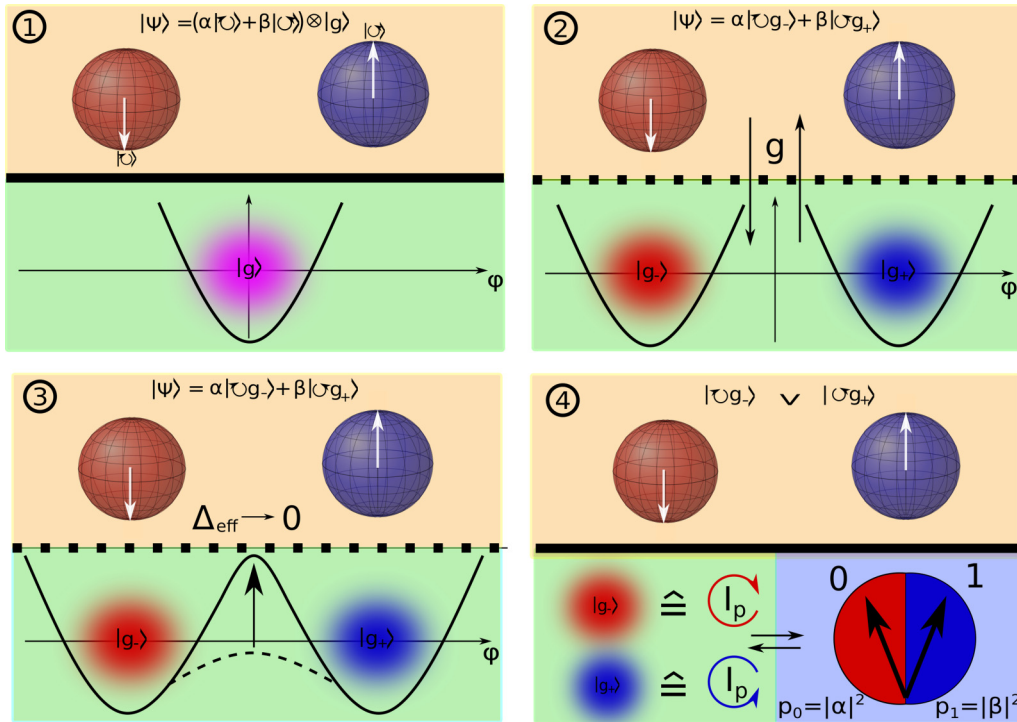 ① |Ψ⟩ =(α|↻⟩+β|↺⟩)⊗|g⟩
|↺⟩
|↻⟩
|g⟩
φ
② |Ψ⟩ = α|↻g₋⟩+ β|↺g₊⟩
g
|g₋⟩
|g₊⟩
φ
③ |Ψ⟩ = α|↻g₋⟩+ β|↺g₊⟩
Δeff → 0
|g₋⟩
|g₊⟩
φ
④ |↻g₋⟩ ∨ |↺g₊⟩
|g₋⟩ ≙ Iₚ
|g₊⟩ ≙ Iₚ
0 1
p₀=|α|² p₁=|β|²